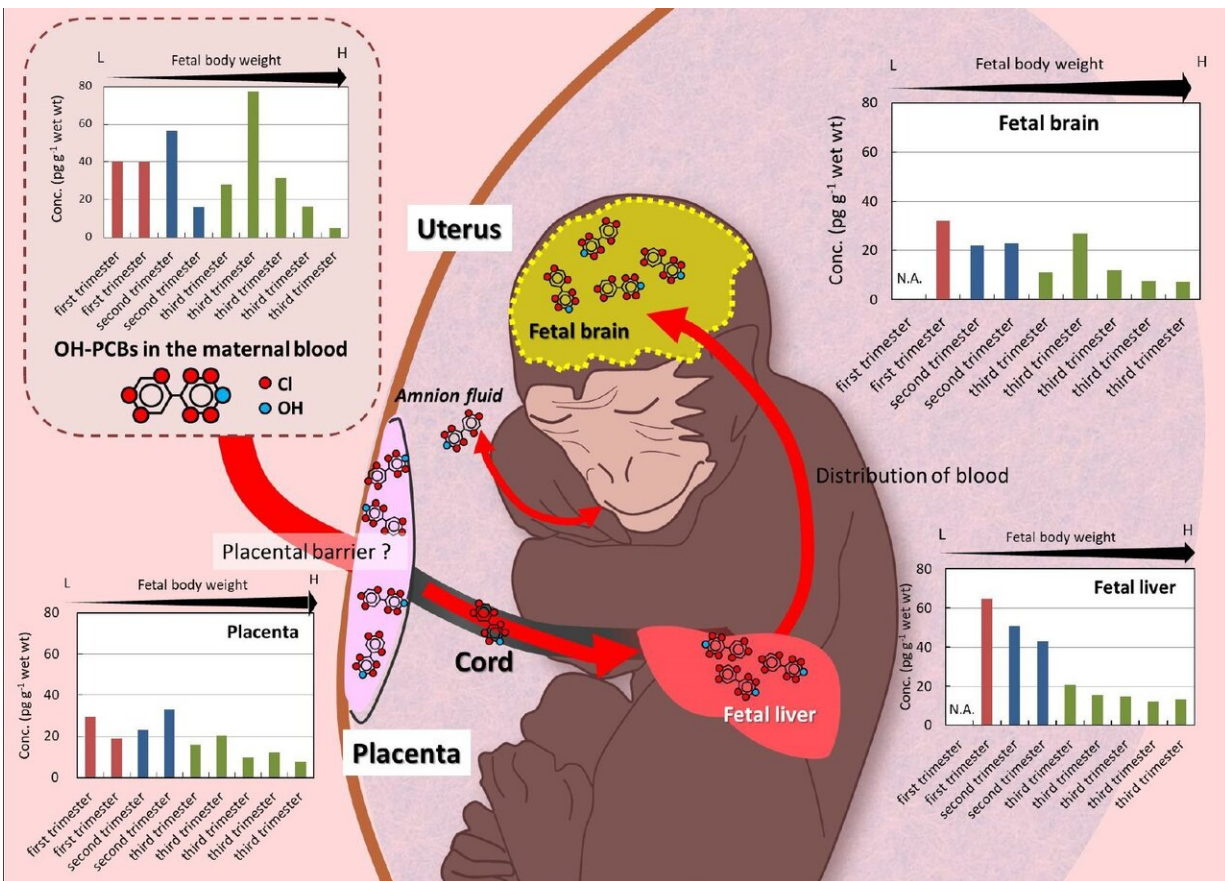 L
H
Fetal body weight
80
60
40
20
0
Conc. (pg g⁻¹ wet wt)
first trimester
first trimester
second trimester
second trimester
third trimester
third trimester
third trimester
third trimester
third trimester
OH-PCBs in the maternal blood
Cl
OH
L
H
Fetal body weight
Fetal brain
80
60
40
20
0
Conc. (pg g⁻¹ wet wt)
N.A.
first trimester
first trimester
second trimester
second trimester
third trimester
third trimester
third trimester
third trimester
third trimester
Uterus
Fetal brain
Amnion fluid
Distribution of blood
Placental barrier ?
Cord
Fetal liver
Placenta
L
H
Fetal body weight
Placenta
80
60
40
20
0
Conc. (pg g⁻¹ wet wt)
first trimester
first trimester
second trimester
second trimester
third trimester
third trimester
third trimester
third trimester
third trimester
L
H
Fetal body weight
Fetal liver
80
60
40
20
0
Conc. (pg g⁻¹ wet wt)
N.A.
first trimester
first trimester
second trimester
second trimester
third trimester
third trimester
third trimester
third trimester
third trimester